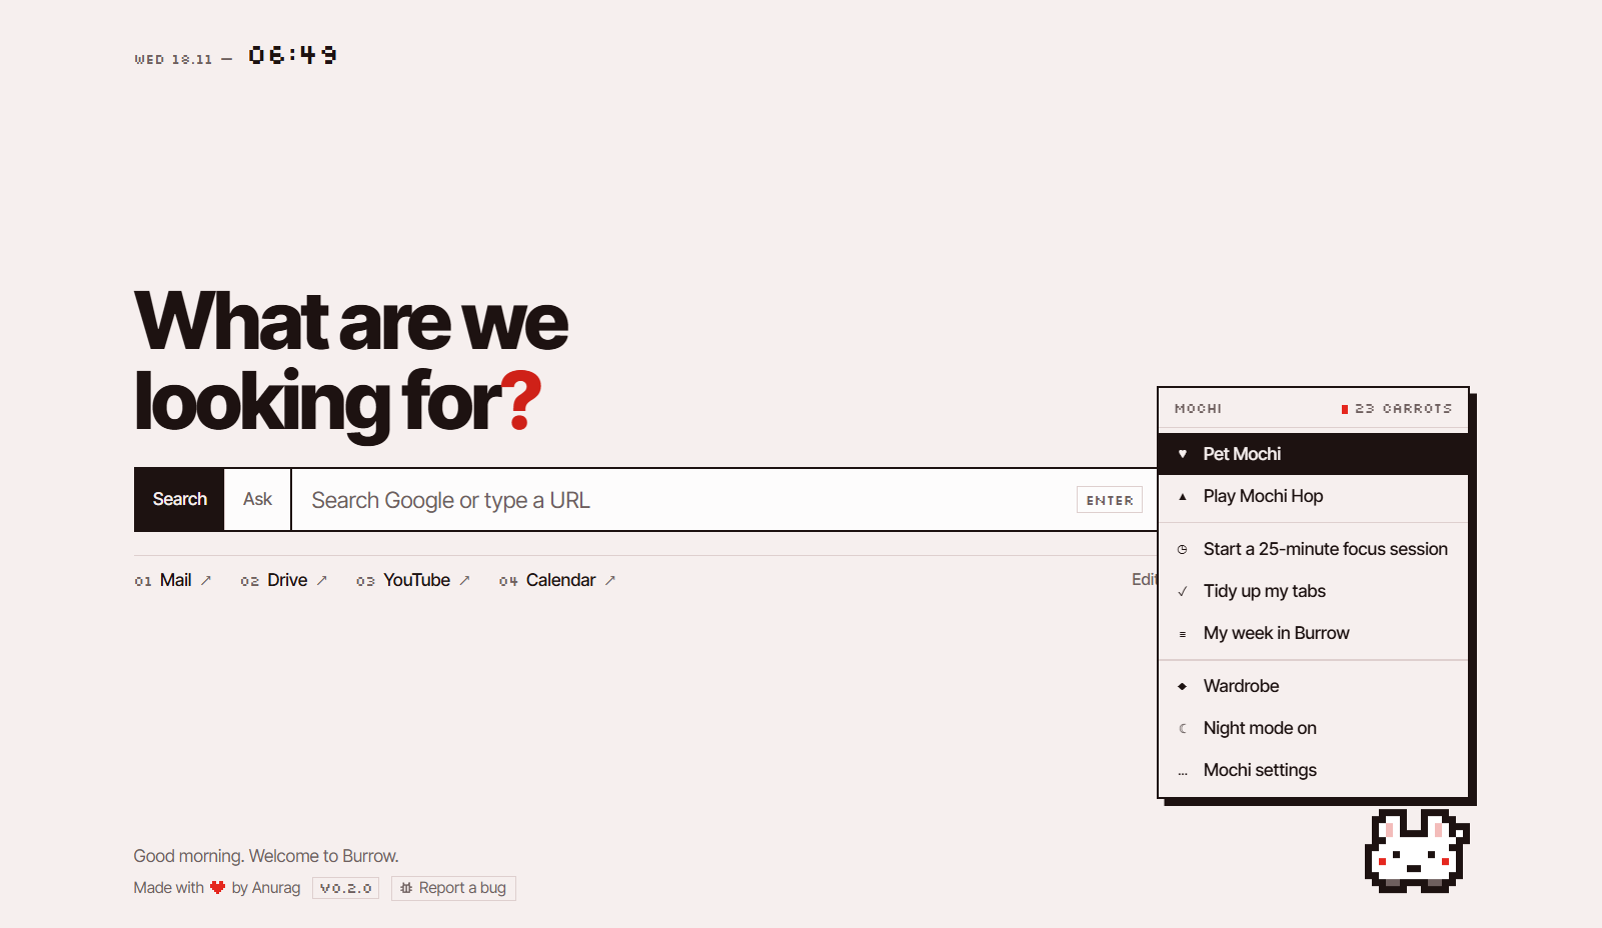 WED 18.11 — 06:49
What are we
looking for?
Search
Ask
Search Google or type a URL
ENTER
01 Mail ↗
02 Drive ↗
03 YouTube ↗
04 Calendar ↗
Edit
MOCHI
23 CARROTS
♥ Pet Mochi
▲ Play Mochi Hop
◷ Start a 25-minute focus session
✓ Tidy up my tabs
≡ My week in Burrow
◆ Wardrobe
☾ Night mode on
… Mochi settings
Good morning. Welcome to Burrow.
Made with ♥ by Anurag
V0.2.0
Report a bug